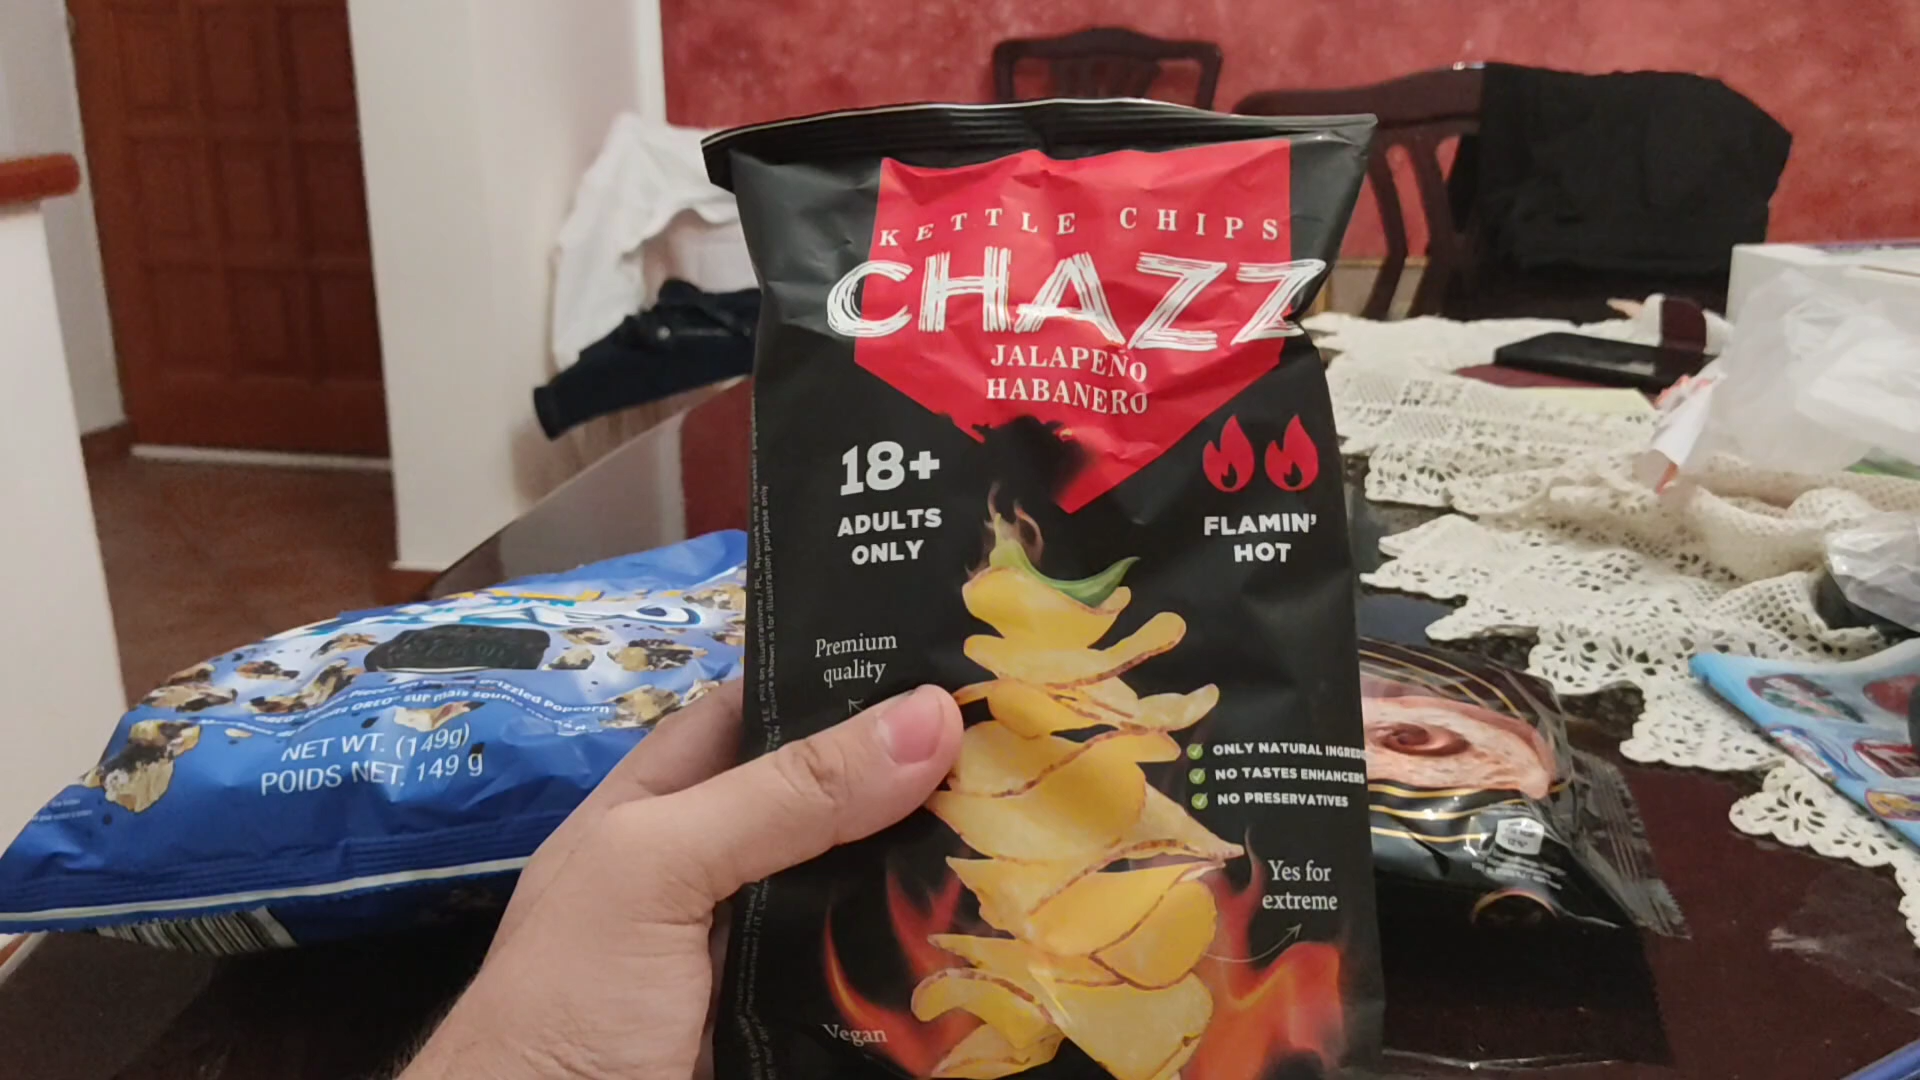 KETTLE CHIPS
CHAZZ
JALAPEÑO
HABANERO
18+
ADULTS
ONLY
FLAMIN'
HOT
Premium
quality
ONLY NATURAL
NO TASTES ENHANCERS
NO PRESERVATIVES
Yes for
extreme
Vegan
NET WT. (149g)
POIDS NET. 149 g